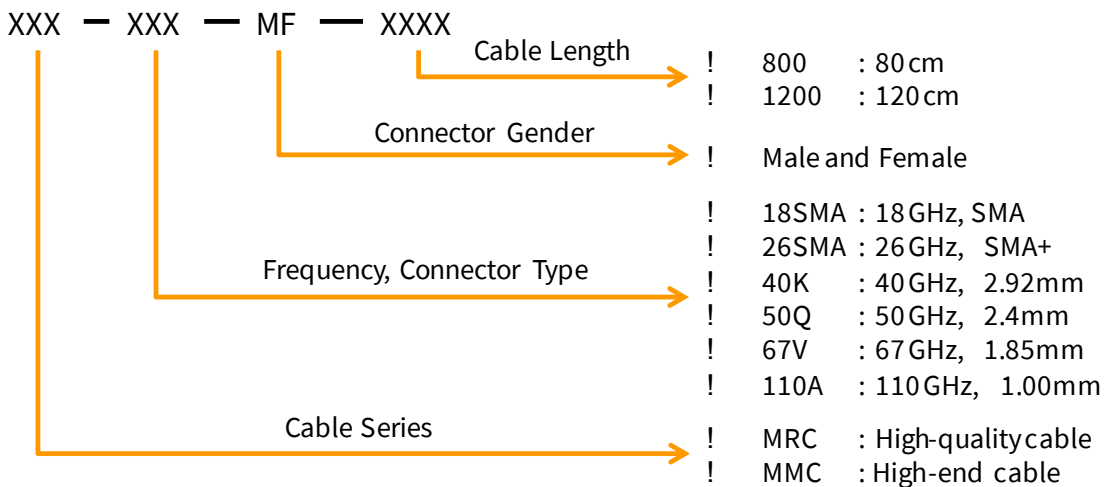 XXX — XXX — MF — XXXX
Cable Length
! 800 : 80cm
! 1200 : 120cm
Connector Gender
! Male and Female
! 18SMA : 18GHz, SMA
! 26SMA : 26GHz, SMA+
Frequency, Connector Type
! 40K : 40GHz, 2.92mm
! 50Q : 50GHz, 2.4mm
! 67V : 67GHz, 1.85mm
! 110A : 110GHz, 1.00mm
Cable Series
! MRC : High-quality cable
! MMC : High-end cable